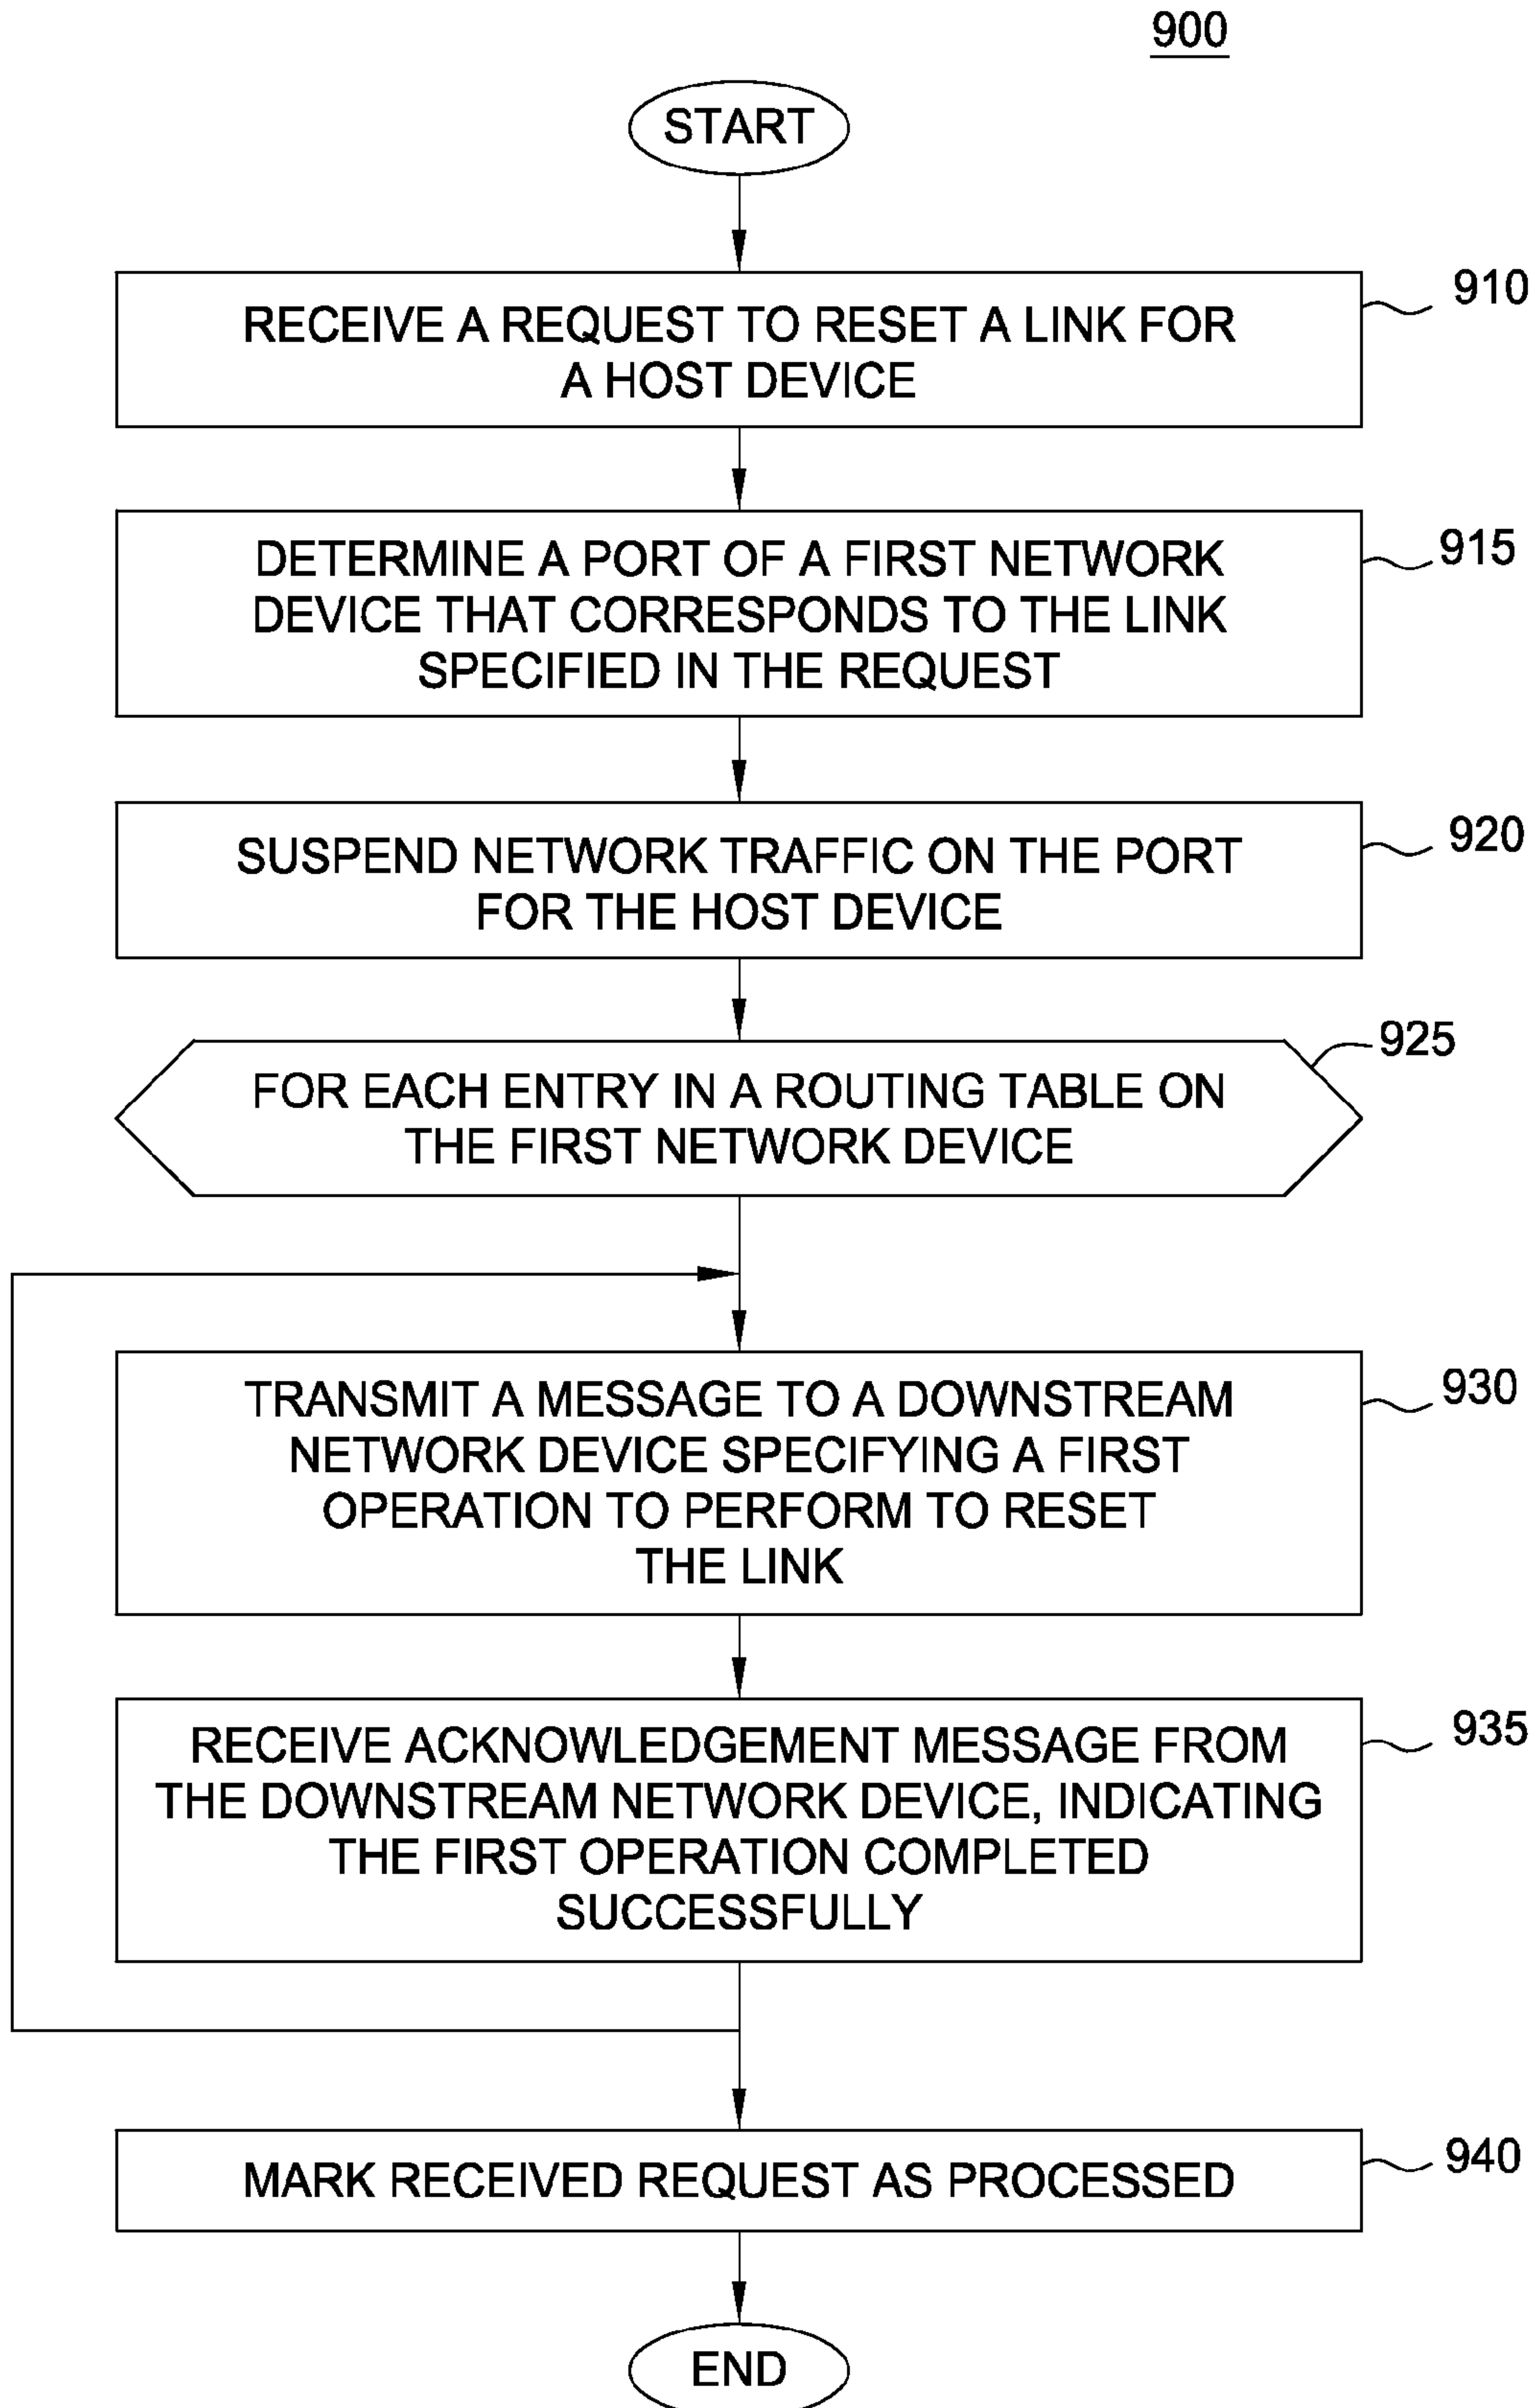 900
START
RECEIVE A REQUEST TO RESET A LINK FOR
A HOST DEVICE
910
DETERMINE A PORT OF A FIRST NETWORK
DEVICE THAT CORRESPONDS TO THE LINK
SPECIFIED IN THE REQUEST
915
SUSPEND NETWORK TRAFFIC ON THE PORT
FOR THE HOST DEVICE
920
FOR EACH ENTRY IN A ROUTING TABLE ON
THE FIRST NETWORK DEVICE
925
TRANSMIT A MESSAGE TO A DOWNSTREAM
NETWORK DEVICE SPECIFYING A FIRST
OPERATION TO PERFORM TO RESET
THE LINK
930
RECEIVE ACKNOWLEDGEMENT MESSAGE FROM
THE DOWNSTREAM NETWORK DEVICE, INDICATING
THE FIRST OPERATION COMPLETED
SUCCESSFULLY
935
MARK RECEIVED REQUEST AS PROCESSED
940
END